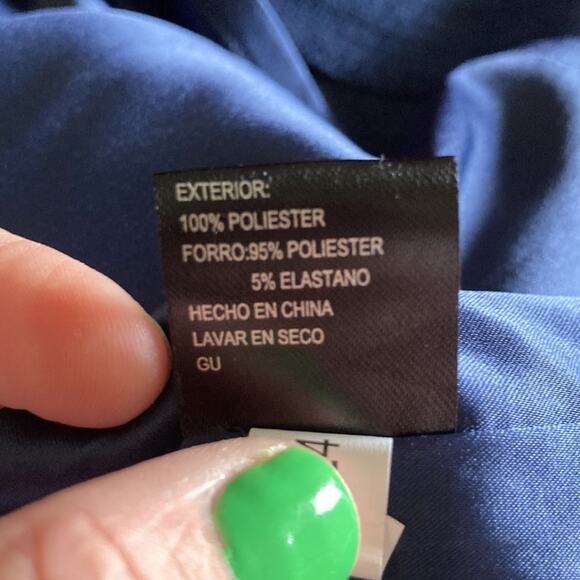 EXTERIOR:
100% POLIESTER
FORRO:95% POLIESTER
5% ELASTANO
HECHO EN CHINA
LAVAR EN SECO
GU